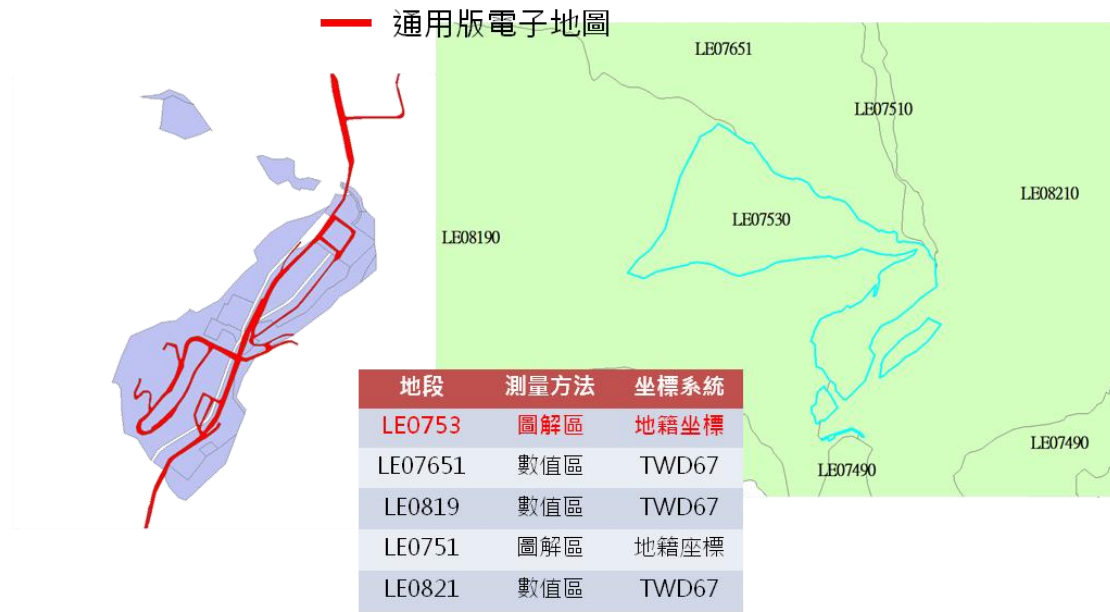 通用版電子地圖
LE07651
LE07510
LE08210
LE07530
LE08190
LE07490
LE07490
地段 測量方法 坐標系統
LE0753 圖解區 地籍坐標
LE07651 數值區 TWD67
LE0819 數值區 TWD67
LE0751 圖解區 地籍座標
LE0821 數值區 TWD67